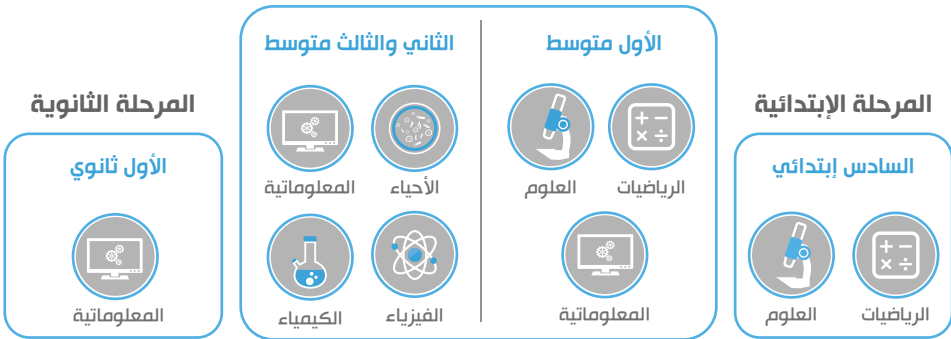 المرحلة الإبتدائية
السادس إبتدائي
الرياضيات
العلوم
الأول متوسط
الرياضيات
العلوم
المعلوماتية
الثاني والثالث متوسط
الأحياء
المعلوماتية
الفيزياء
الكيمياء
المرحلة الثانوية
الأول ثانوي
المعلوماتية